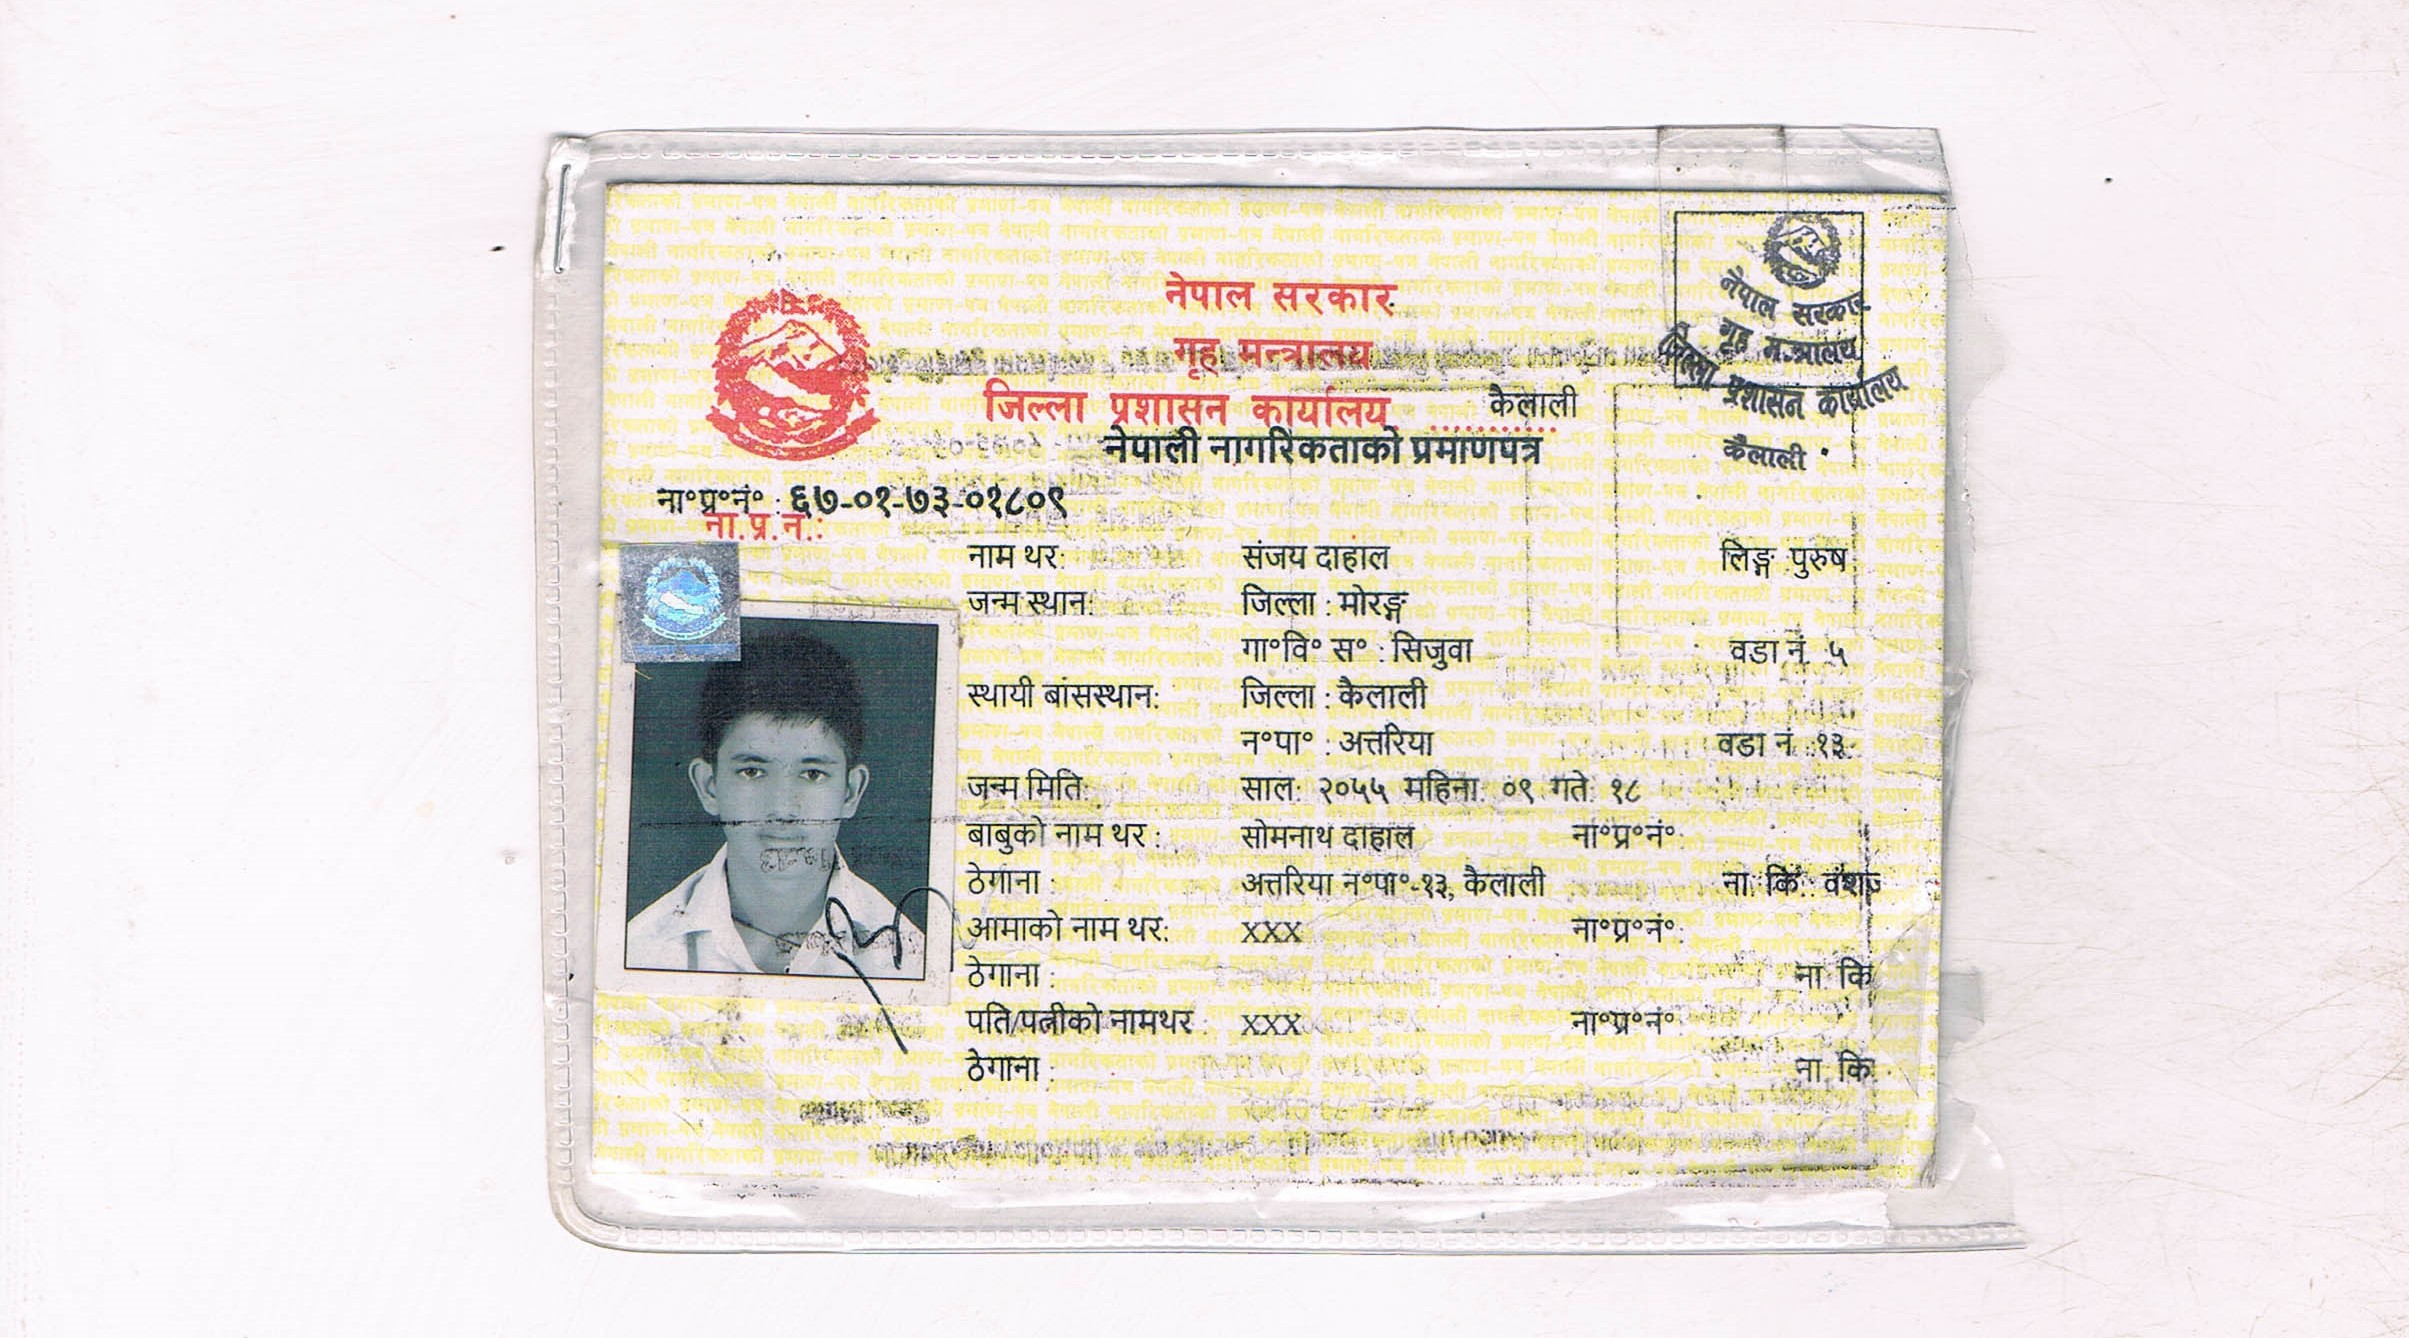 नेपाल सरकार
गृह मन्त्रालय
जिल्ला प्रशासन कार्यालय कैलाली
नेपाली नागरिकताको प्रमाणपत्र
नेपाल सरकार
गृह मन्त्रालय
जिल्ला प्रशासन कार्यालय
कैलाली
ना॰प्र॰नं॰ : ६७-०१-७३-०१८०९
ना.प्र.नं.:
नाम थर: संजय दाहाल लिङ्ग : पुरुष
जन्म स्थान: जिल्ला : मोरङ्ग
गा॰वि॰ स॰ : सिजुवा वडा नं. ५
स्थायी बासस्थान: जिल्ला : कैलाली
न॰पा॰ : अत्तरिया वडा नं. १३
जन्म मिति: साल: २०५५ महिना: ०९ गते: १८
बाबुको नाम थर : सोमनाथ दाहाल ना॰प्र॰नं॰
ठेगाना : अत्तरिया न॰पा॰-१३, कैलाली ना. कि.: वंशज
आमाको नाम थर: xxx ना॰प्र॰नं॰
ठेगाना : ना. कि.
पति/पत्नीको नामथर : xxx ना॰प्र॰नं॰
ठेगाना : ना. कि.